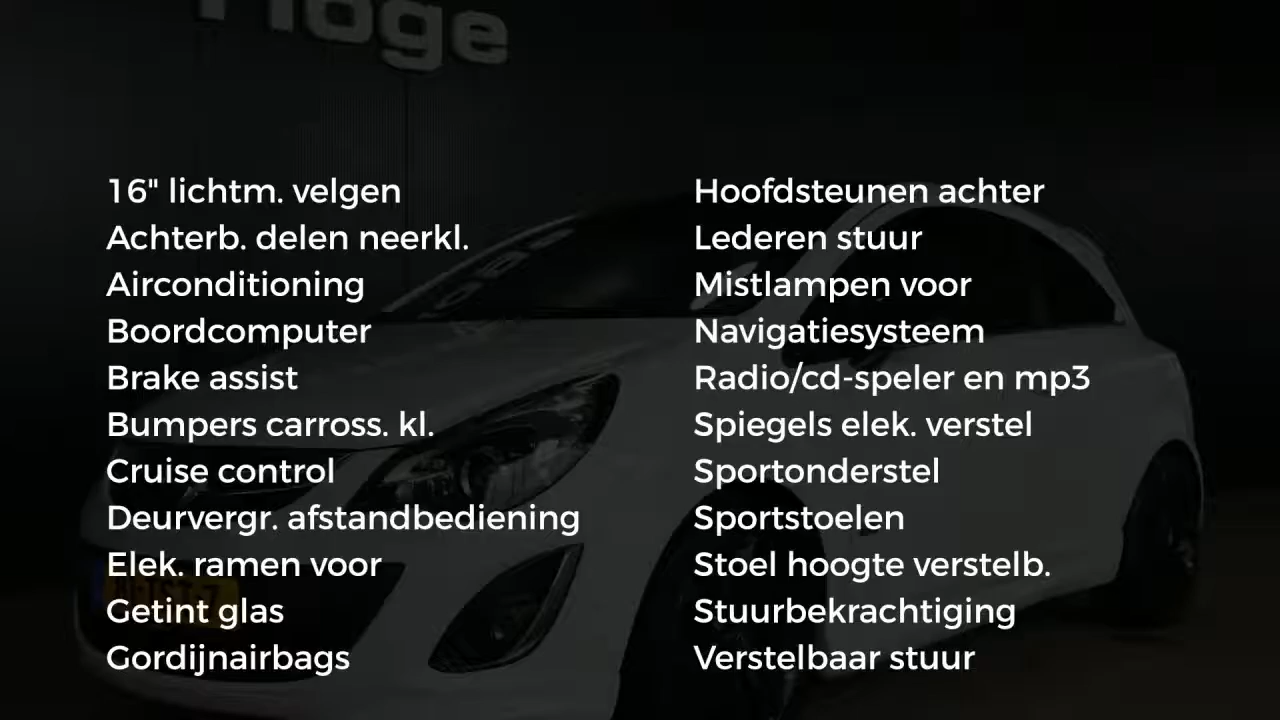 16" lichtm. velgen
Achterb. delen neerkl.
Airconditioning
Boordcomputer
Brake assist
Bumpers carross. kl.
Cruise control
Deurvergr. afstandbediening
Elek. ramen voor
Getint glas
Gordijnairbags
Hoofdsteunen achter
Lederen stuur
Mistlampen voor
Navigatiesysteem
Radio/cd-speler en mp3
Spiegels elek. verstel
Sportonderstel
Sportstoelen
Stoel hoogte verstelb.
Stuurbekrachtiging
Verstelbaar stuur